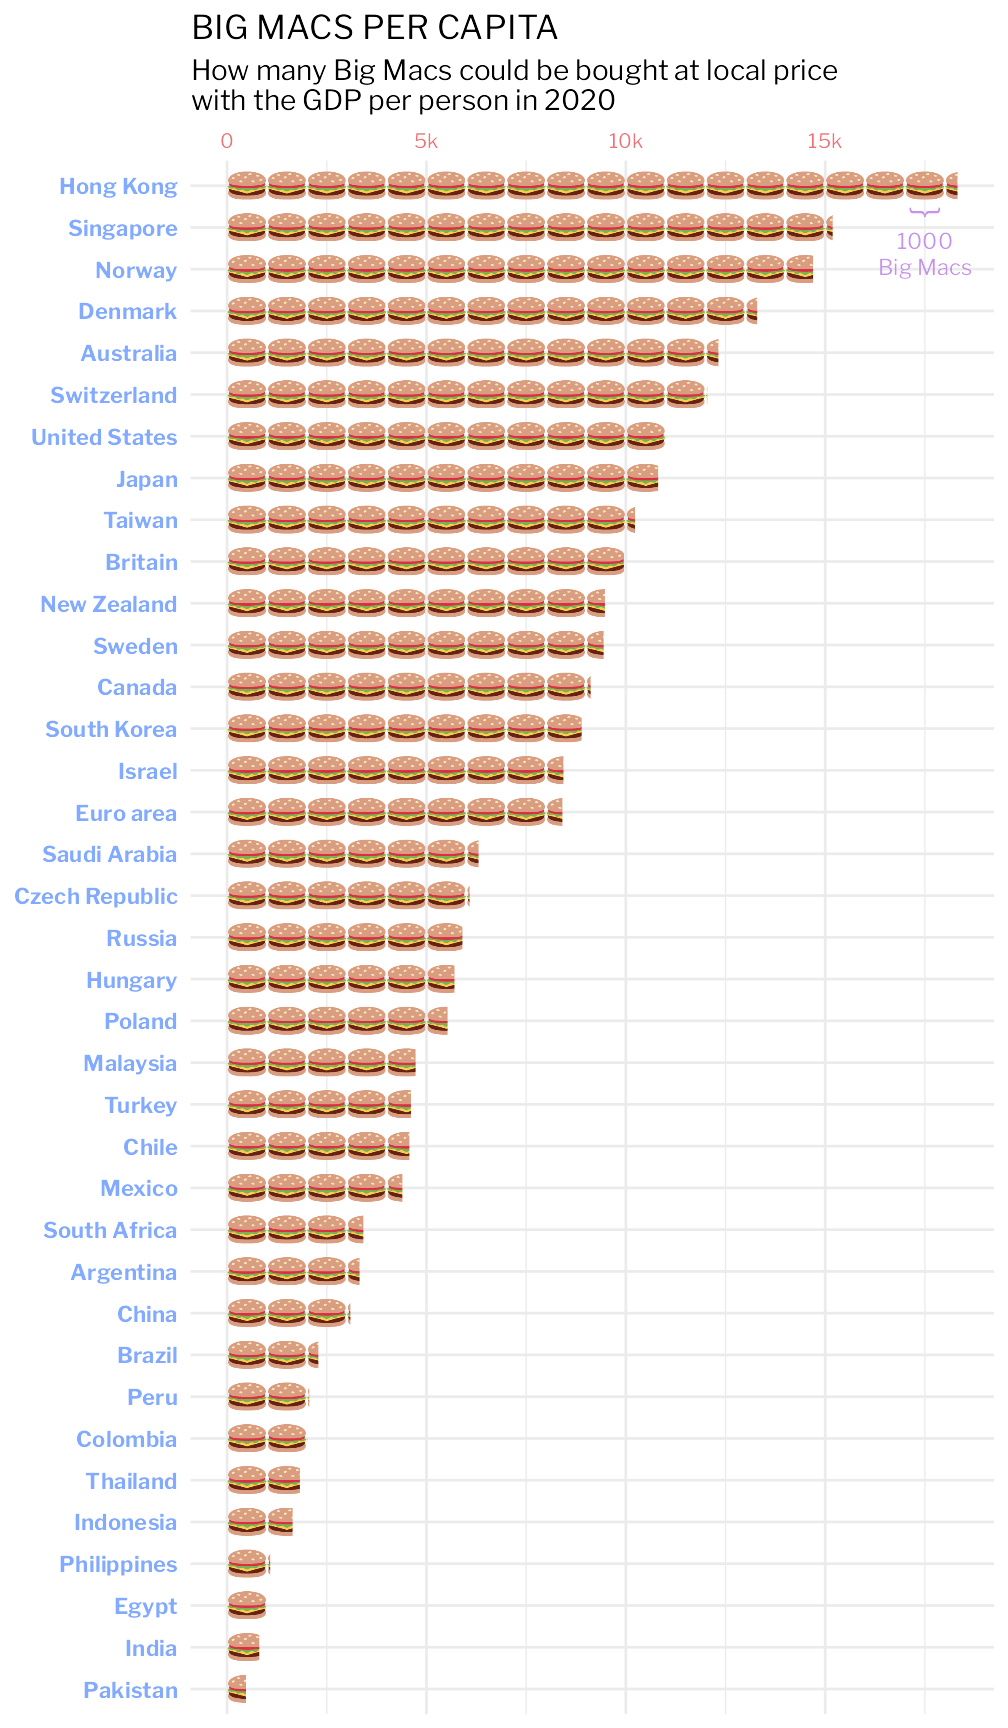 BIG MACS PER CAPITA
How many Big Macs could be bought at local price
with the GDP per person in 2020
0 5k 10k 15k
Hong Kong
Singapore
1000
Big Macs
Norway
Denmark
Australia
Switzerland
United States
Japan
Taiwan
Britain
New Zealand
Sweden
Canada
South Korea
Israel
Euro area
Saudi Arabia
Czech Republic
Russia
Hungary
Poland
Malaysia
Turkey
Chile
Mexico
South Africa
Argentina
China
Brazil
Peru
Colombia
Thailand
Indonesia
Philippines
Egypt
India
Pakistan